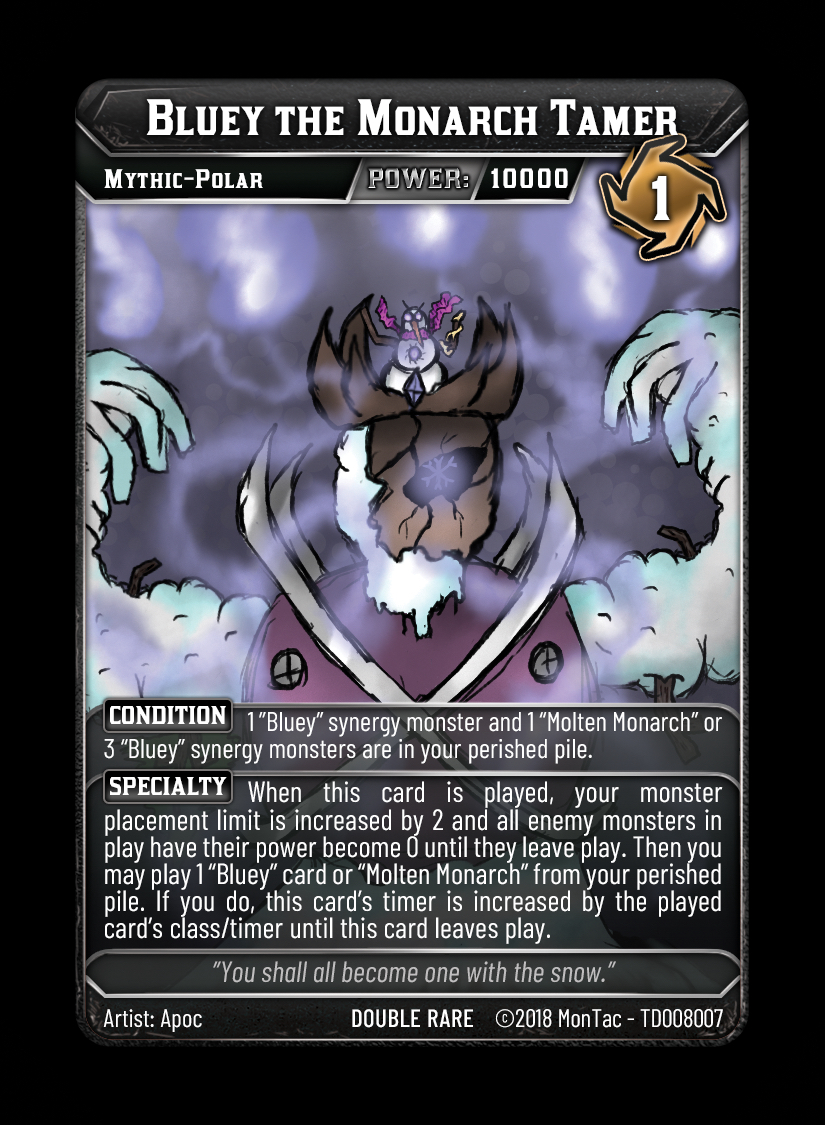 Bluey the Monarch Tamer
Mythic-Polar POWER: 10000
1
CONDITION 1 "Bluey" synergy monster and 1 "Molten Monarch" or
3 "Bluey" synergy monsters are in your perished pile.
SPECIALTY When this card is played, your monster
placement limit is increased by 2 and all enemy monsters in
play have their power become 0 until they leave play. Then you
may play 1 "Bluey" card or "Molten Monarch" from your perished
pile. If you do, this card's timer is increased by the played
card's class/timer until this card leaves play.
"You shall all become one with the snow."
Artist: Apoc DOUBLE RARE ©2018 MonTac - TD008007